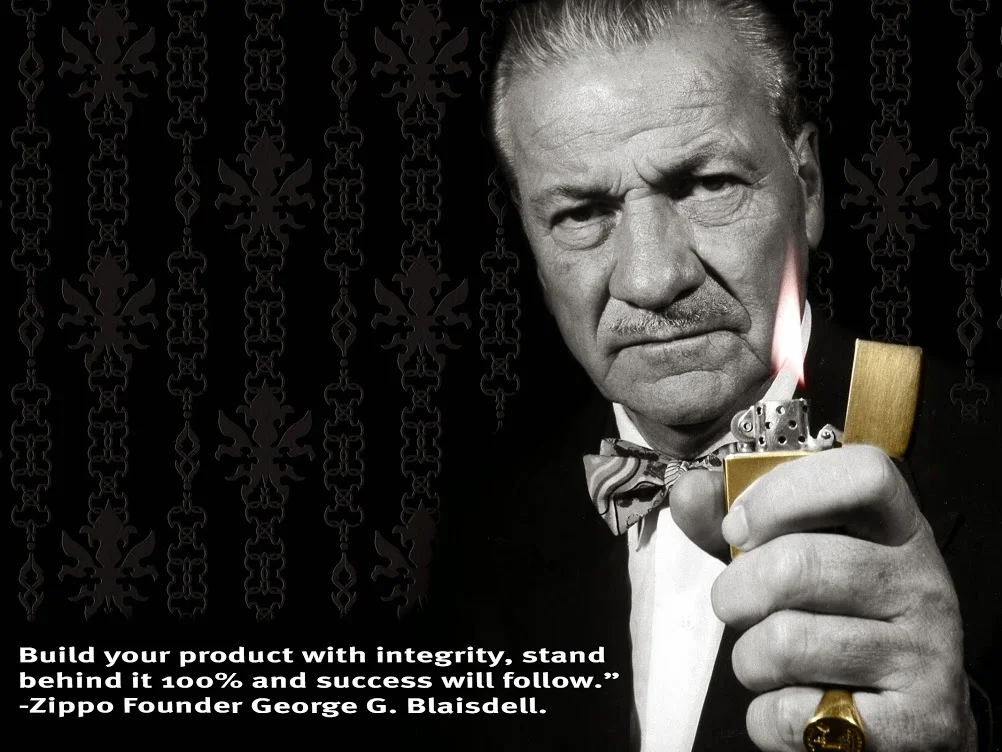 Build your product with integrity, stand
behind it 100% and success will follow.”
-Zippo Founder George G. Blaisdell.